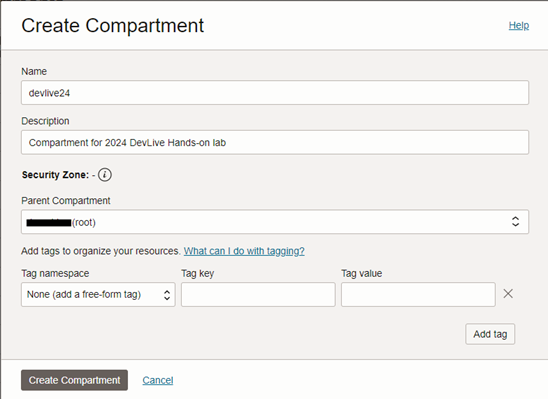 Create Compartment
Help
Name
devlive24
Description
Compartment for 2024 DevLive Hands-on lab
Security Zone: - i
Parent Compartment
(root)
Add tags to organize your resources. What can I do with tagging?
Tag namespace Tag key Tag value
None (add a free-form tag)
Add tag
Create Compartment Cancel